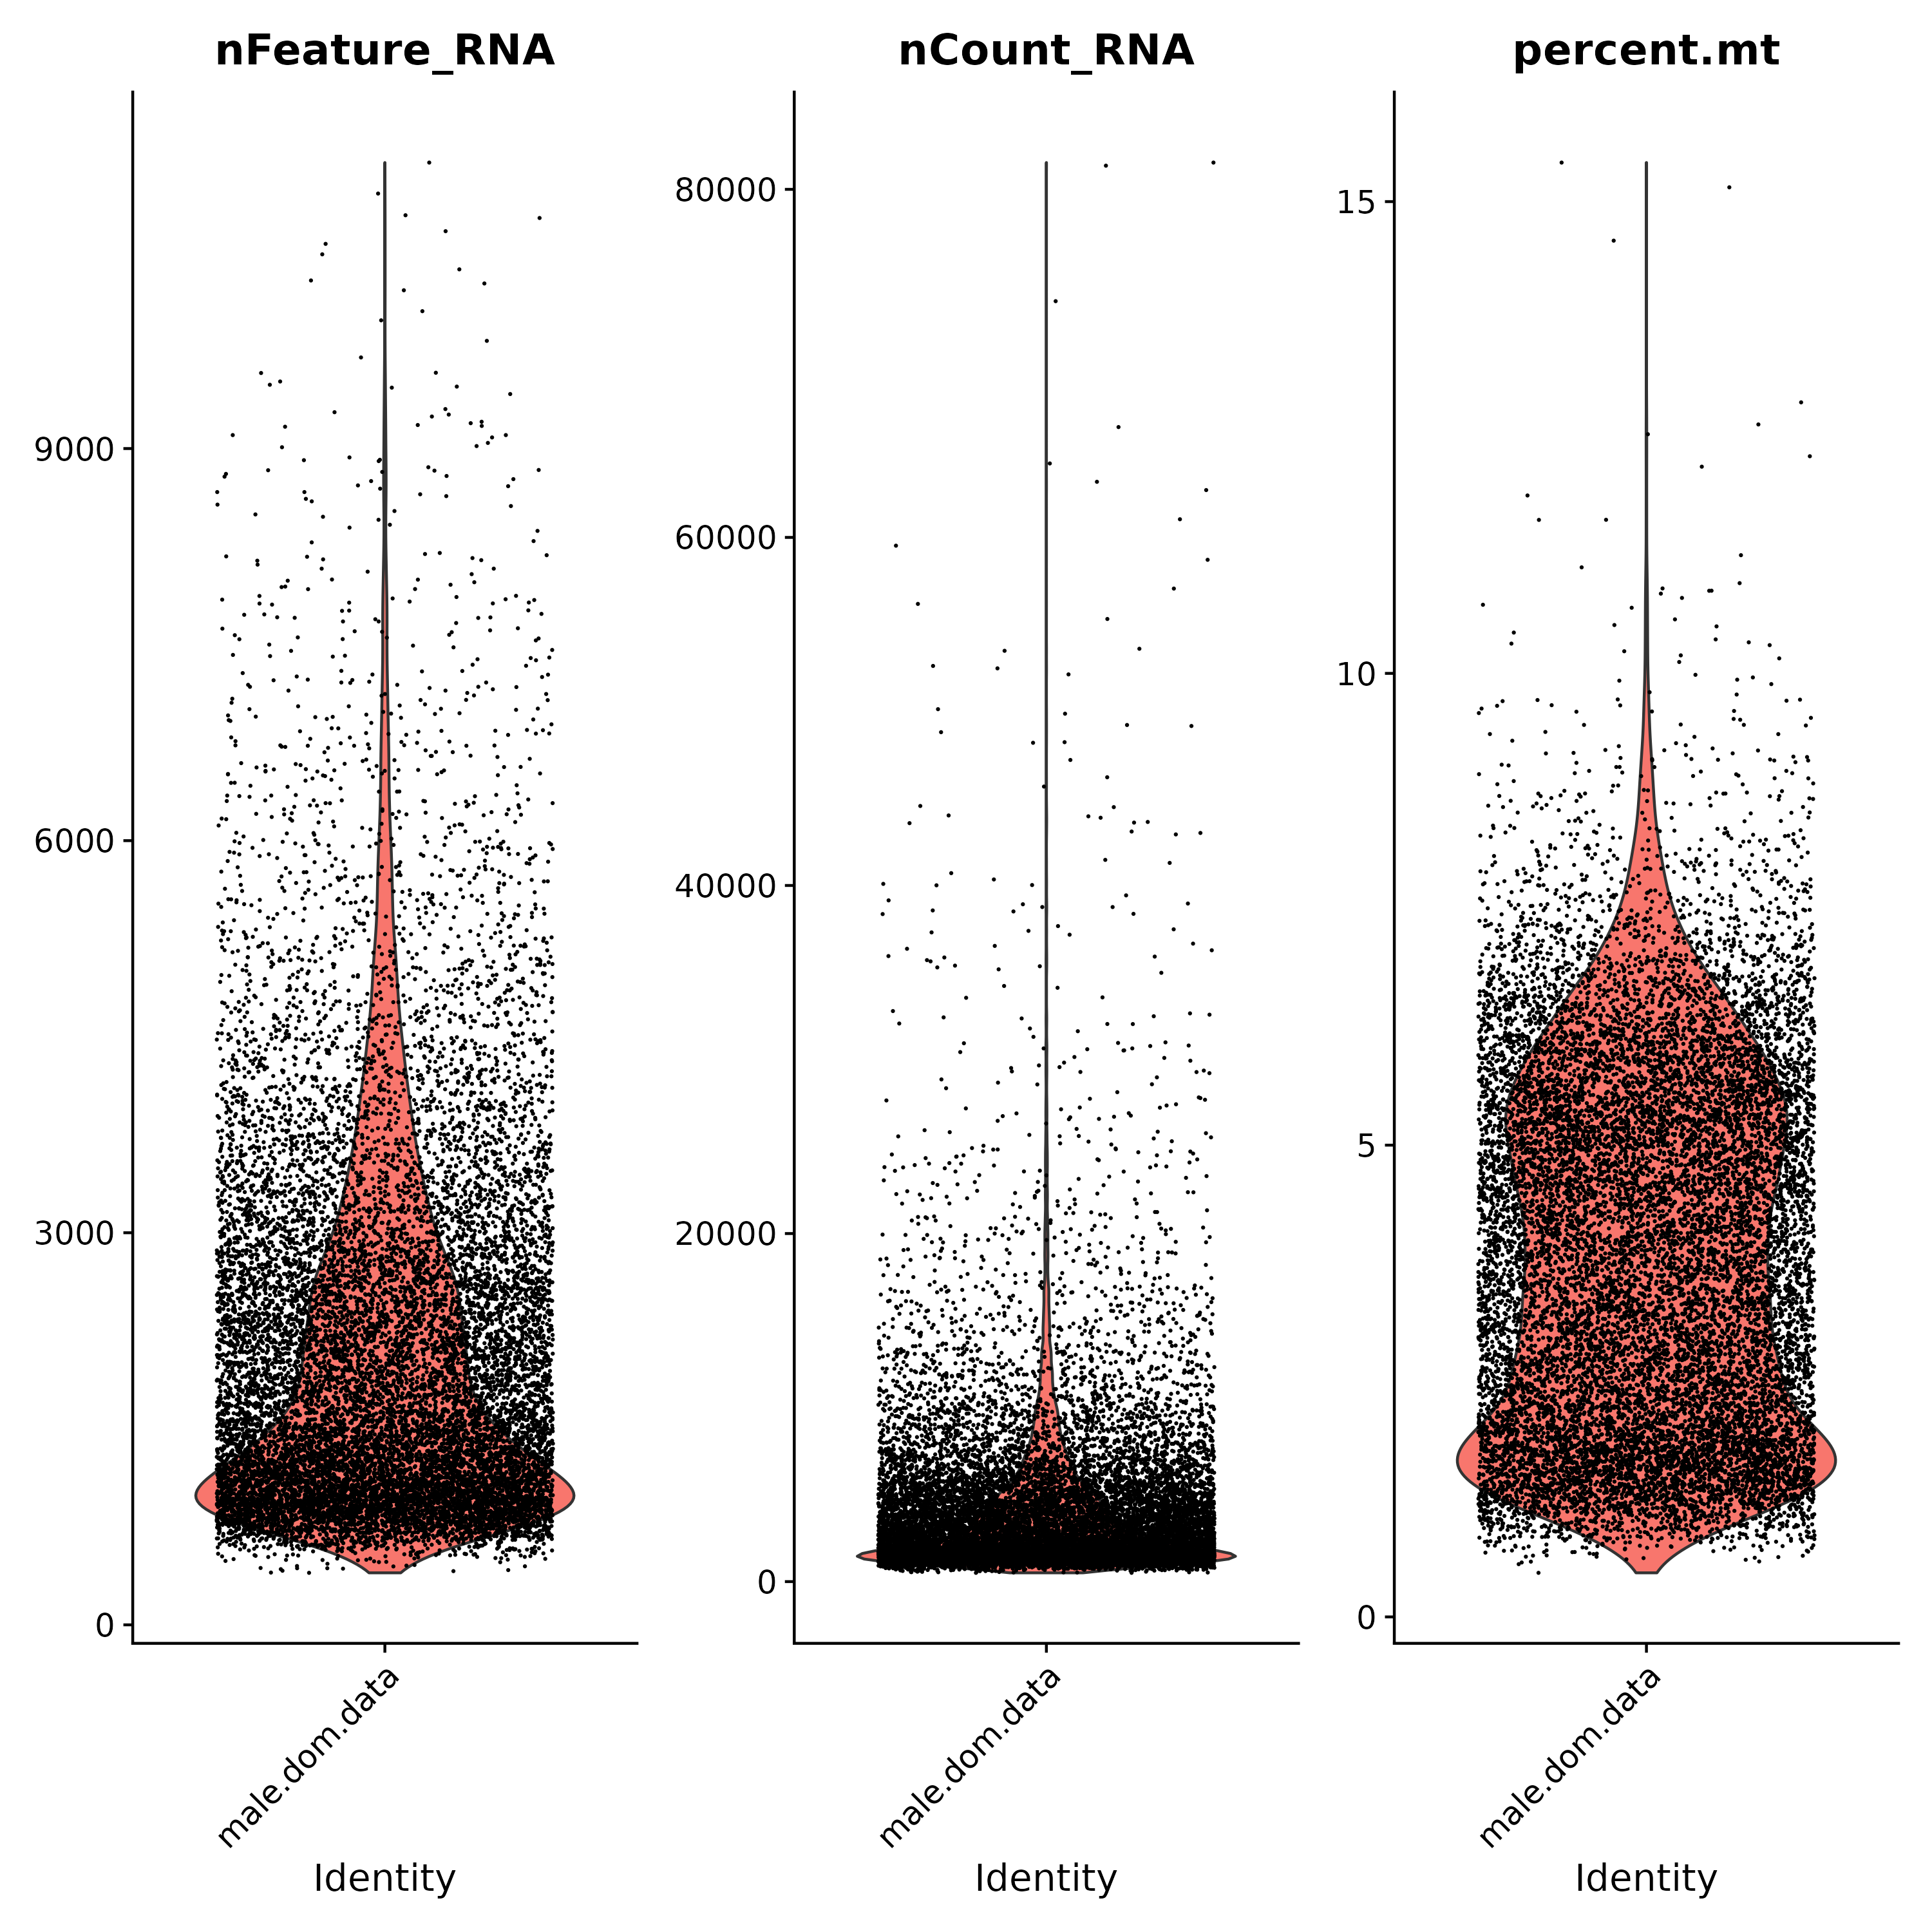 nFeature_RNA
9000
6000
3000
0
male.dom.data
Identity
nCount_RNA
80000
60000
40000
20000
0
male.dom.data
Identity
percent.mt
15
10
5
0
male.dom.data
Identity